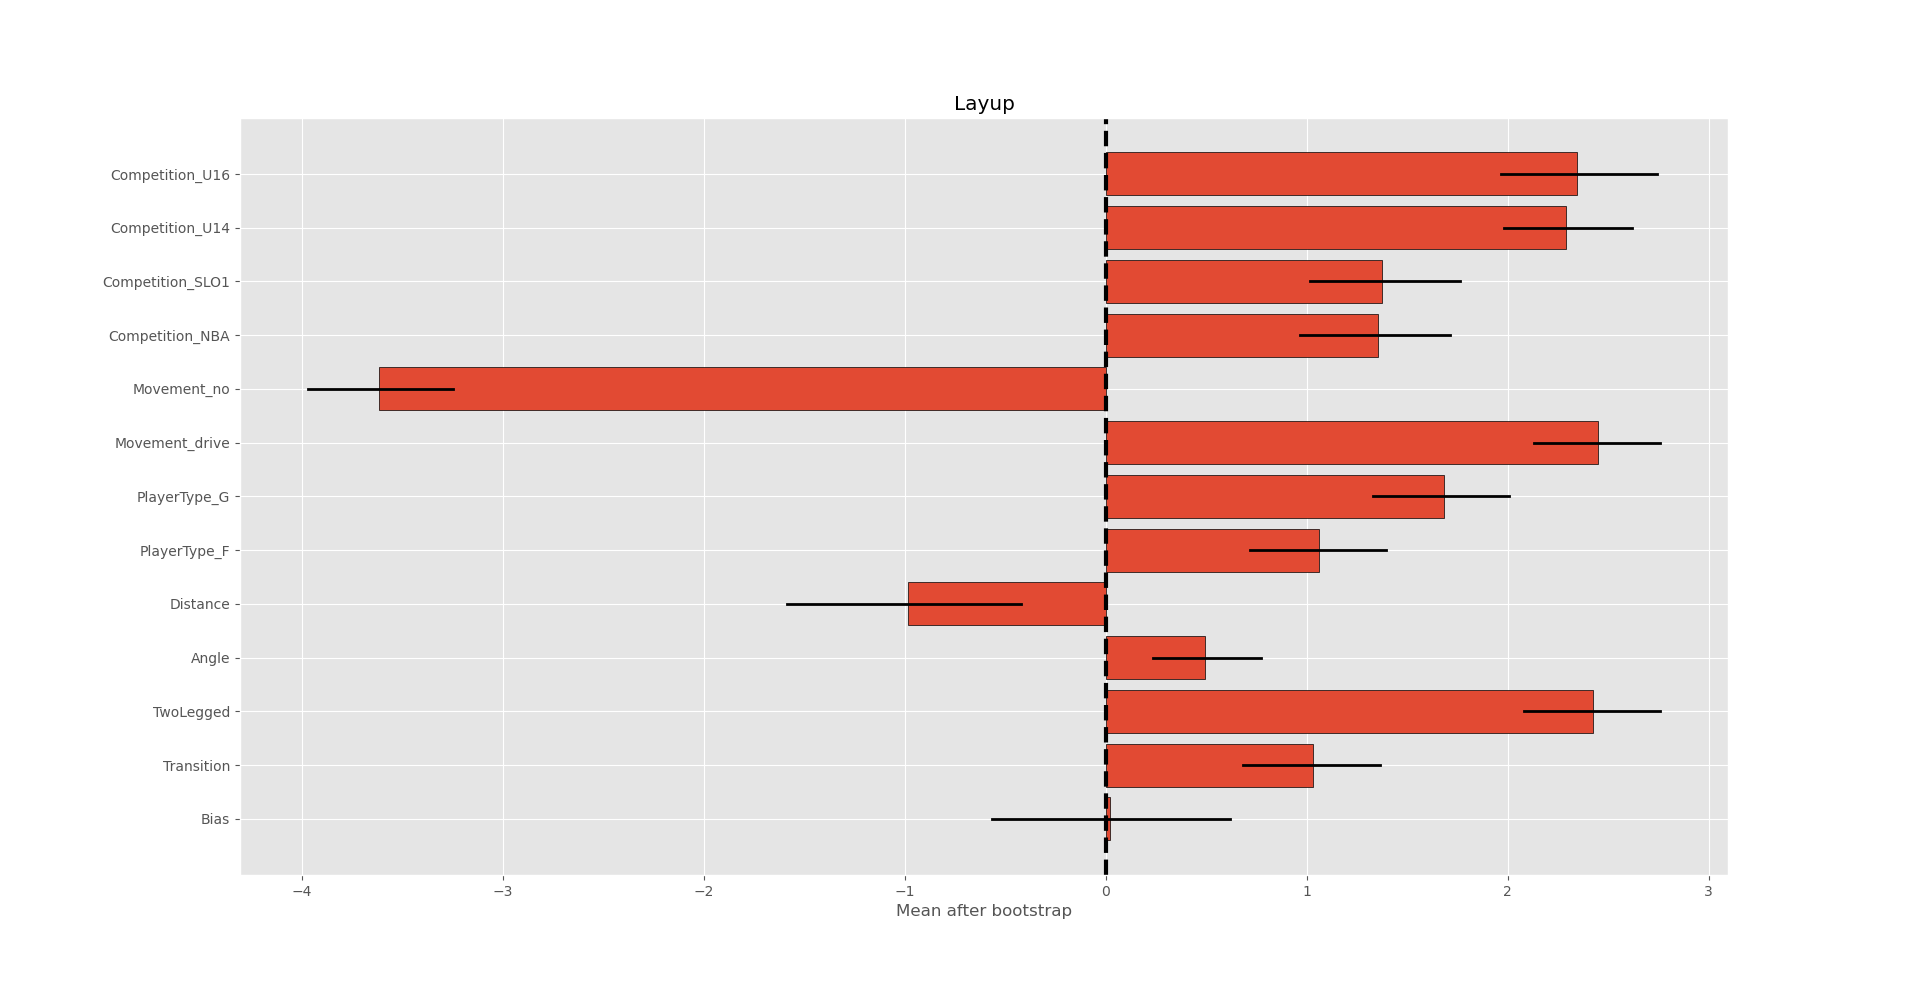 Layup
Competition_U16
Competition_U14
Competition_SLO1
Competition_NBA
Movement_no
Movement_drive
PlayerType_G
PlayerType_F
Distance
Angle
TwoLegged
Transition
Bias
−4 −3 −2 −1 0 1 2 3
Mean after bootstrap